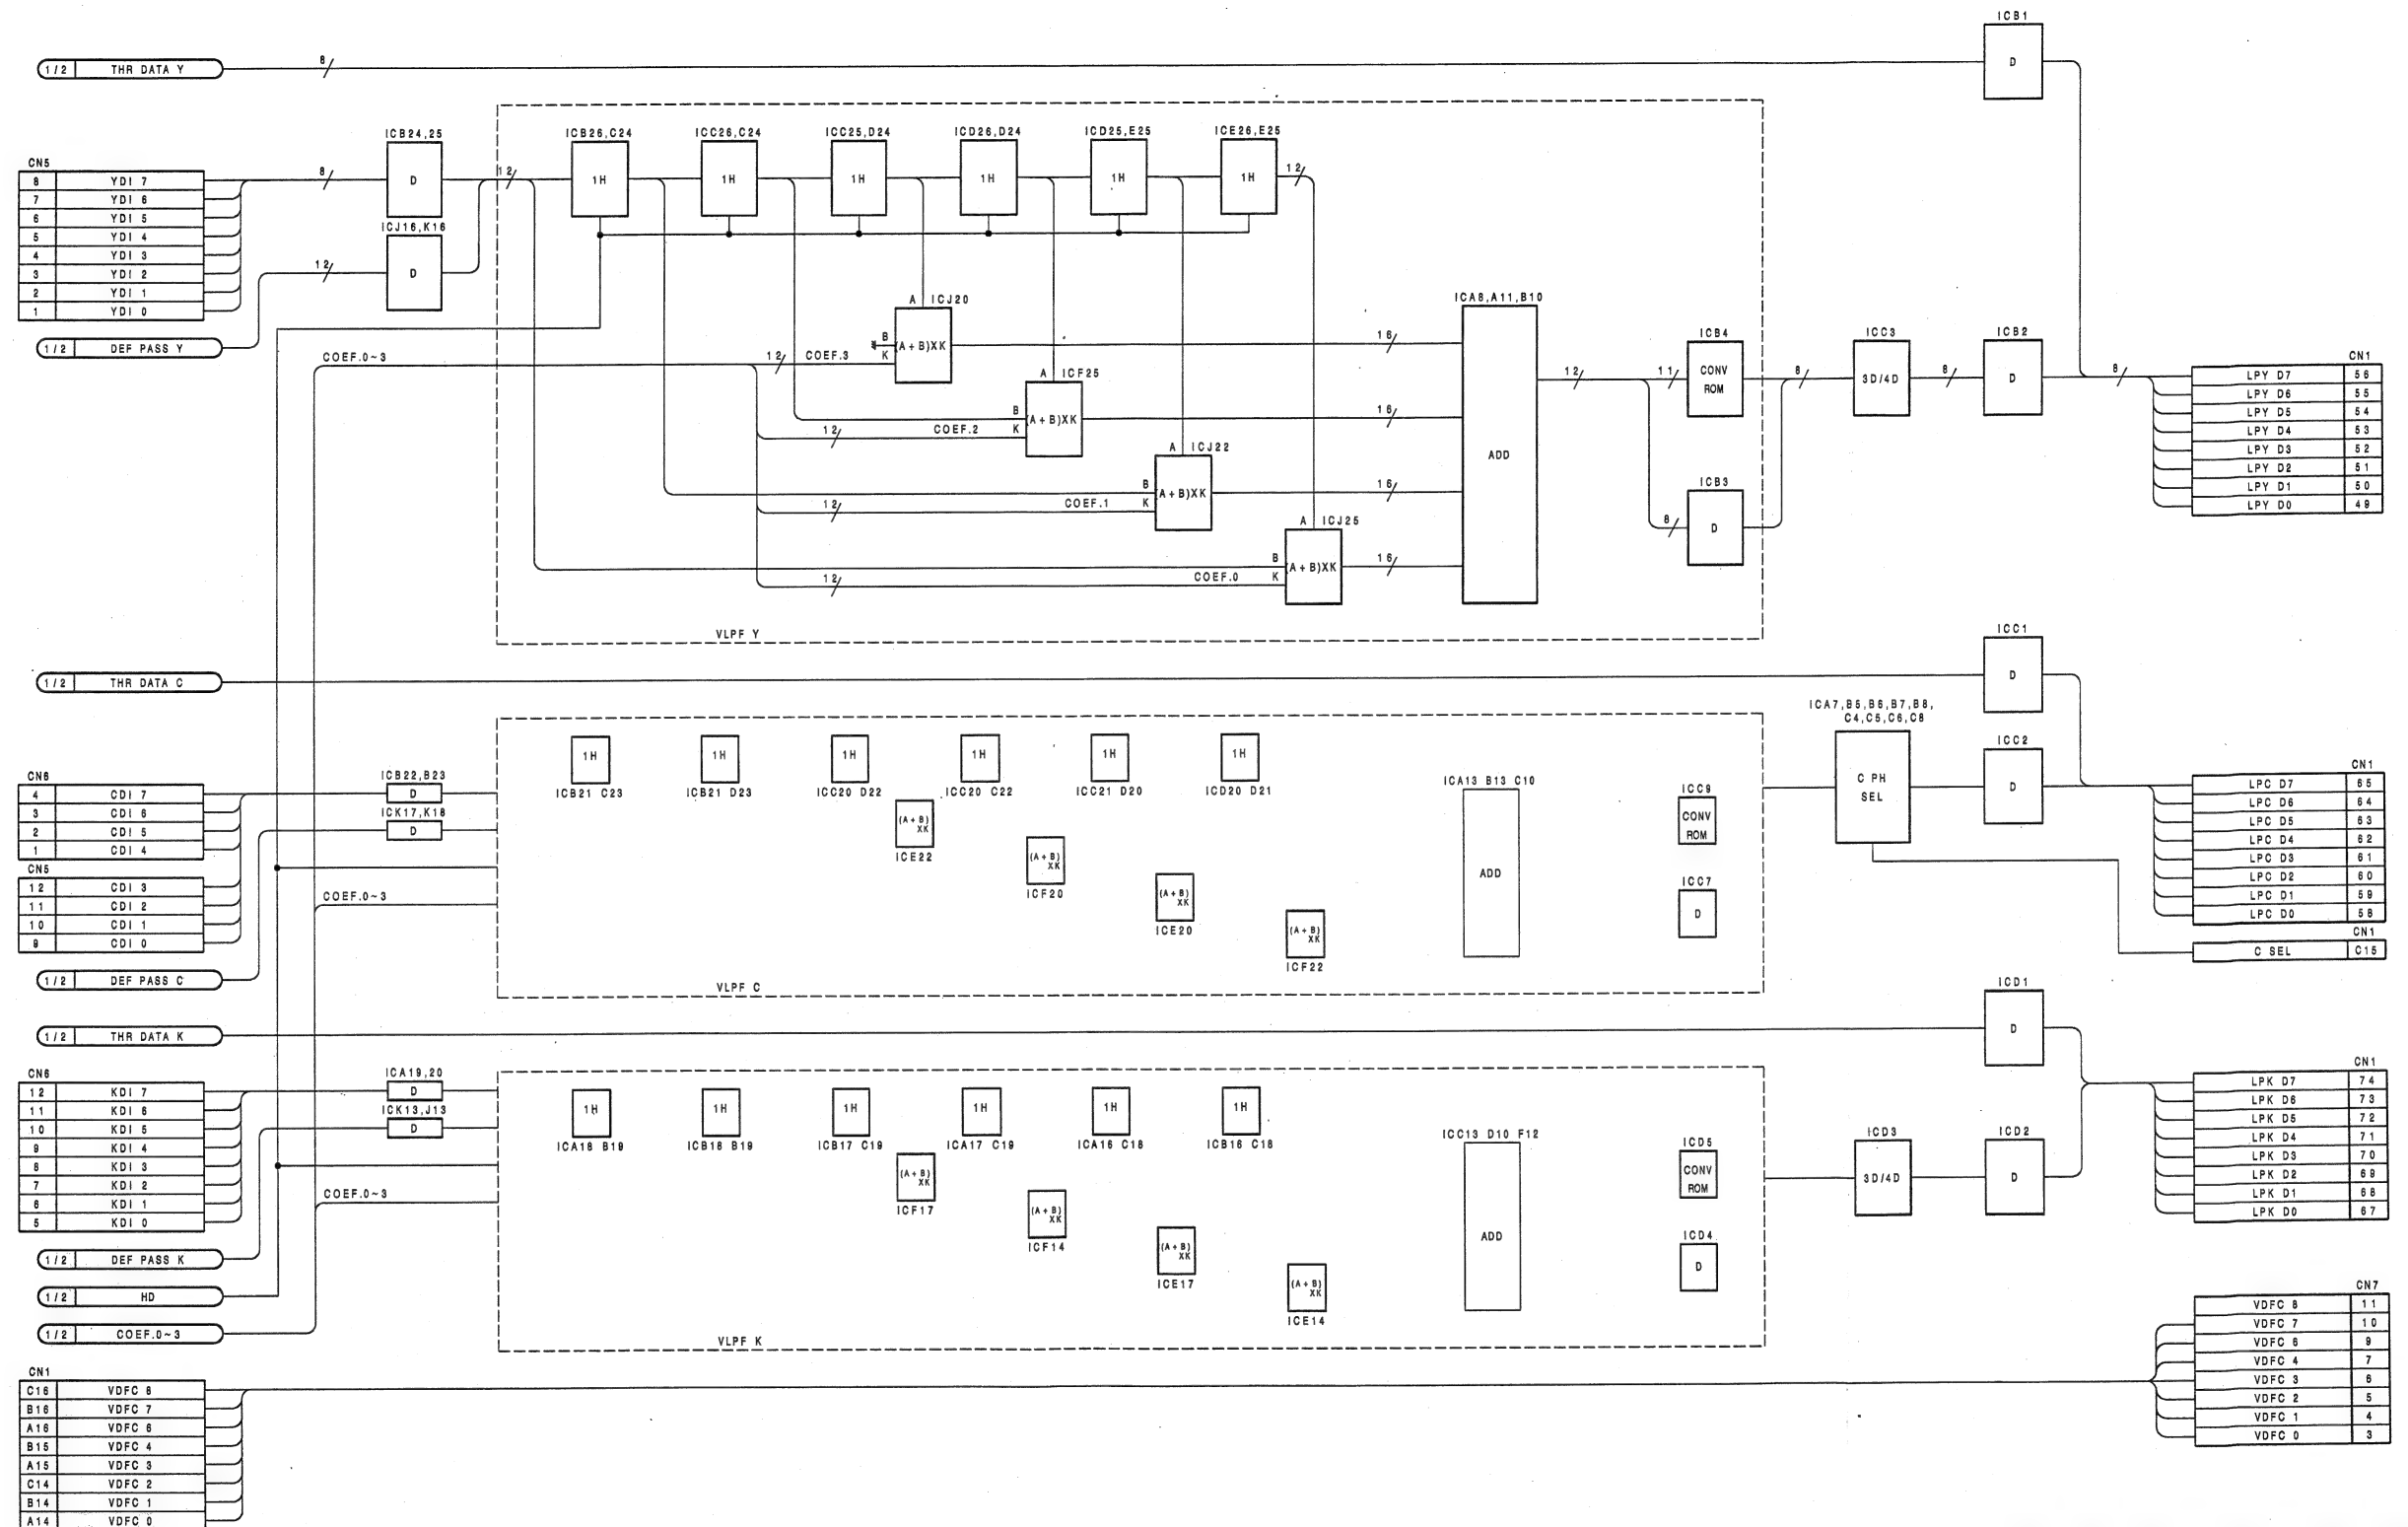 ICB1
D
1/2 THR DATA Y
8
ICB24,25
D
ICB26,C24
1H
ICC26,C24
1H
ICC25,D24
1H
ICD26,D24
1H
ICD25,E25
1H
ICE26,E25
1H
12
12
CN5
8 YDI 7
7 YDI 6
6 YDI 5
5 YDI 4
4 YDI 3
3 YDI 2
2 YDI 1
1 YDI 0
8
ICJ16,K16
D
12
1/2 DEF PASS Y
COEF.0~3
12
COEF.3
A ICJ20
B
K
(A+B)XK
16
A ICF25
B
K
(A+B)XK
12
COEF.2
16
A ICJ22
B
K
(A+B)XK
12
COEF.1
16
A ICJ25
B
K
(A+B)XK
12
COEF.0
16
ICA8,A11,B10
ADD
12
11
ICB4
CONV
ROM
8
ICB3
D
8
ICC3
3D/4D
8
ICB2
D
8
CN1
LPY D7 56
LPY D6 55
LPY D5 54
LPY D4 53
LPY D3 52
LPY D2 51
LPY D1 50
LPY D0 49
VLPF Y
1/2 THR DATA C
ICC1
D
ICA7,B5,B6,B7,B8,
C4,C5,C6,C8
C PH
SEL
ICC2
D
CN6
4 CDI 7
3 CDI 6
2 CDI 5
1 CDI 4
CN5
12 CDI 3
11 CDI 2
10 CDI 1
9 CDI 0
ICB22,B23
D
ICK17,K18
D
COEF.0~3
1/2 DEF PASS C
1H
ICB21 C23
1H
ICB21 D23
1H
ICC20 D22
1H
ICC20 C22
1H
ICC21 D20
1H
ICD20 D21
(A+B)
XK
ICE22
(A+B)
XK
ICF20
(A+B)
XK
ICE20
(A+B)
XK
ICF22
ICA13 B13 C10
ADD
ICC9
CONV
ROM
ICC7
D
VLPF C
CN1
LPC D7 65
LPC D6 64
LPC D5 63
LPC D4 62
LPC D3 61
LPC D2 60
LPC D1 59
LPC D0 58
CN1
C SEL C15
1/2 THR DATA K
ICD1
D
CN6
12 KDI 7
11 KDI 6
10 KDI 5
9 KDI 4
8 KDI 3
7 KDI 2
6 KDI 1
5 KDI 0
ICA19,20
D
ICK13,J13
D
COEF.0~3
1/2 DEF PASS K
1/2 HD
1/2 COEF.0~3
1H
ICA18 B19
1H
ICB18 B19
1H
ICB17 C19
1H
ICA17 C19
1H
ICA16 C18
1H
ICB16 C18
(A+B)
XK
ICF17
(A+B)
XK
ICF14
(A+B)
XK
ICE17
(A+B)
XK
ICE14
ICC13 D10 F12
ADD
ICD5
CONV
ROM
ICD4
D
VLPF K
ICD3
3D/4D
ICD2
D
CN1
LPK D7 74
LPK D6 73
LPK D5 72
LPK D4 71
LPK D3 70
LPK D2 69
LPK D1 68
LPK D0 67
CN1
C16 VDFC 8
B16 VDFC 7
A16 VDFC 6
B15 VDFC 4
A15 VDFC 3
C14 VDFC 2
B14 VDFC 1
A14 VDFC 0
CN7
VDFC 8 11
VDFC 7 10
VDFC 6 9
VDFC 4 7
VDFC 3 6
VDFC 2 5
VDFC 1 4
VDFC 0 3